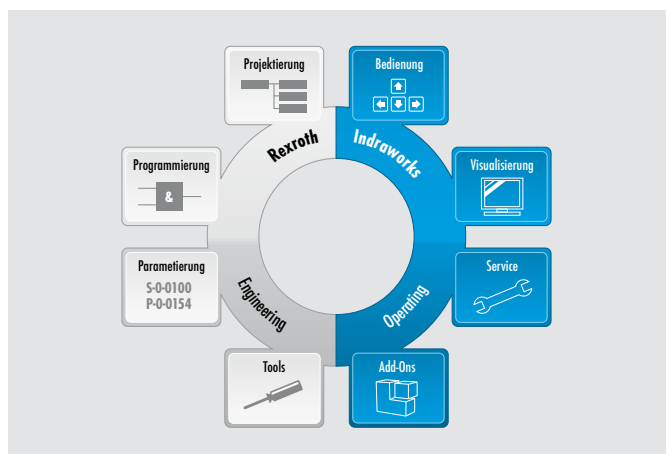 Projektierung
Bedienung
Rexroth
Indraworks
Programmierung
&
Visualisierung
Parametierung
S-0-0100
P-0-0154
Service
Engineering
Operating
Tools
Add-Ons